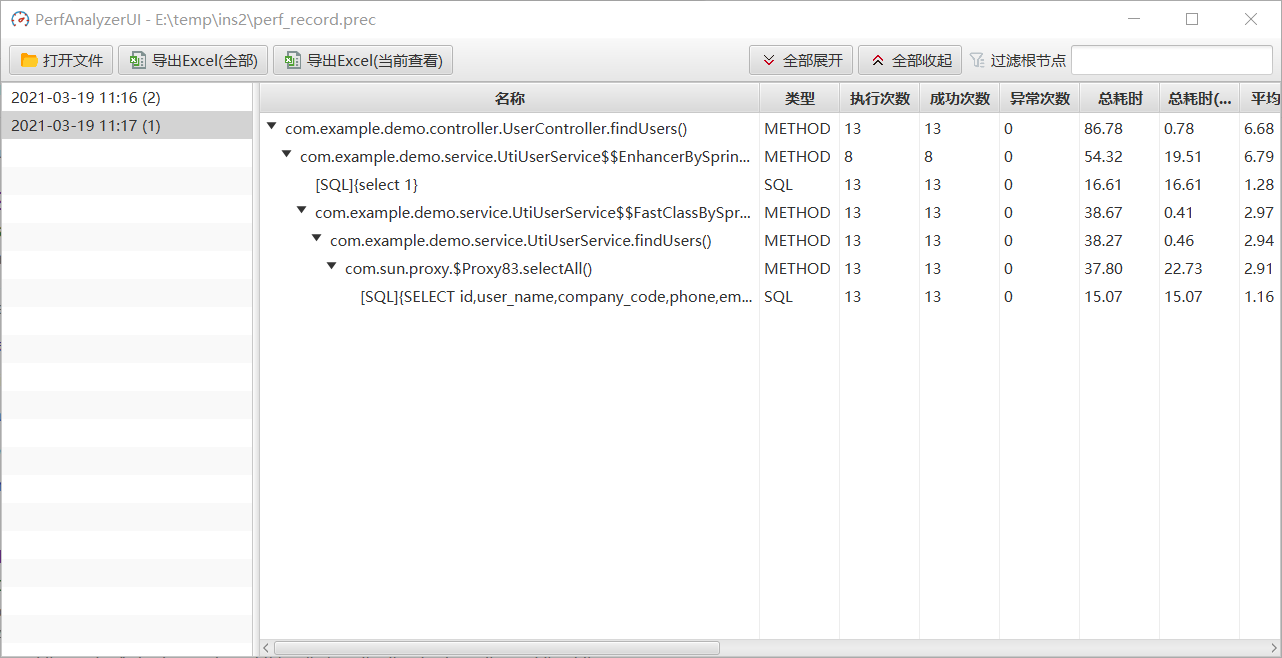 PerfAnalyzerUI - E:\temp\ins2\perf_record.prec
打开文件 导出Excel(全部) 导出Excel(当前查看) 全部展开 全部收起 过滤根节点
2021-03-19 11:16 (2)
2021-03-19 11:17 (1)
名称 类型 执行次数 成功次数 异常次数 总耗时 总耗时(... 平均
com.example.demo.controller.UserController.findUsers() METHOD 13 13 0 86.78 0.78 6.68
com.example.demo.service.UtiUserService$$EnhancerBySprin... METHOD 8 8 0 54.32 19.51 6.79
[SQL]{select 1} SQL 13 13 0 16.61 16.61 1.28
com.example.demo.service.UtiUserService$$FastClassBySpr... METHOD 13 13 0 38.67 0.41 2.97
com.example.demo.service.UtiUserService.findUsers() METHOD 13 13 0 38.27 0.46 2.94
com.sun.proxy.$Proxy83.selectAll() METHOD 13 13 0 37.80 22.73 2.91
[SQL]{SELECT id,user_name,company_code,phone,em... SQL 13 13 0 15.07 15.07 1.16